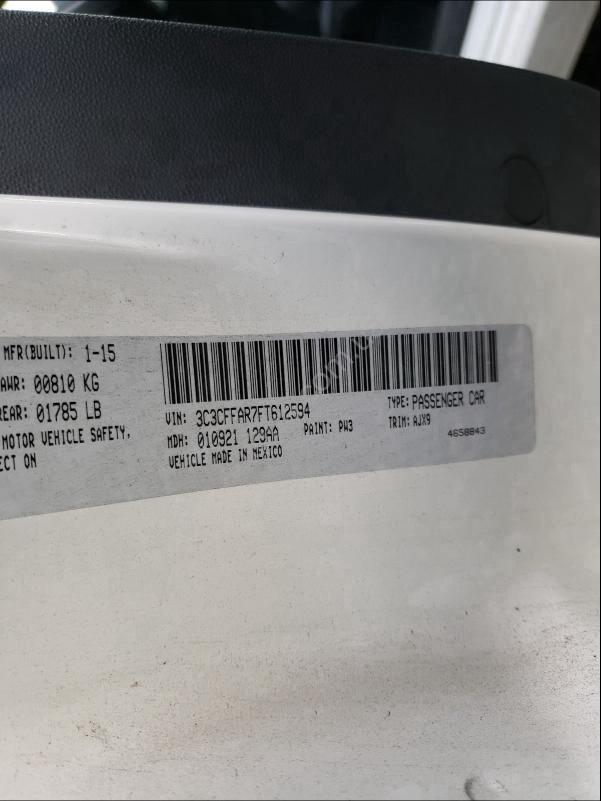 MFR(BUILT): 1-15
AWR: 00810 KG
REAR: 01785 LB
MOTOR VEHICLE SAFETY,
ECT ON
VIN: 3C3CFFAR7FT612594
TYPE: PASSENGER CAR
MDH: 010921 129AA
PAINT: PW3
TRIM: AJX9
VEHICLE MADE IN MEXICO
4658843